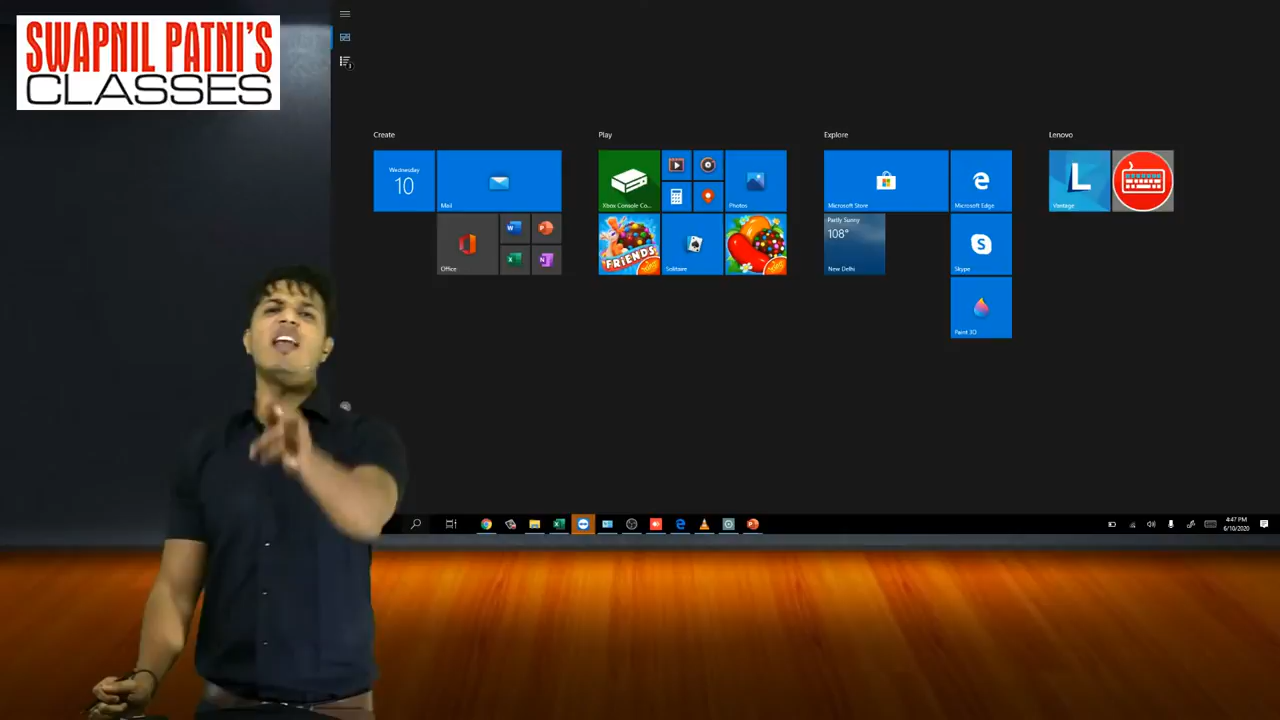 SWAPNIL PATNI'S
CLASSES
Create
Play
Explore
Lenovo
Wednesday
10
Mail
Office
Xbox Console Co...
Photos
FRIENDS
Solitaire
Microsoft Store
Microsoft Edge
Partly Sunny
108°
New Delhi
Skype
Paint 3D
L
Vantage
4:47 PM
6/10/2020